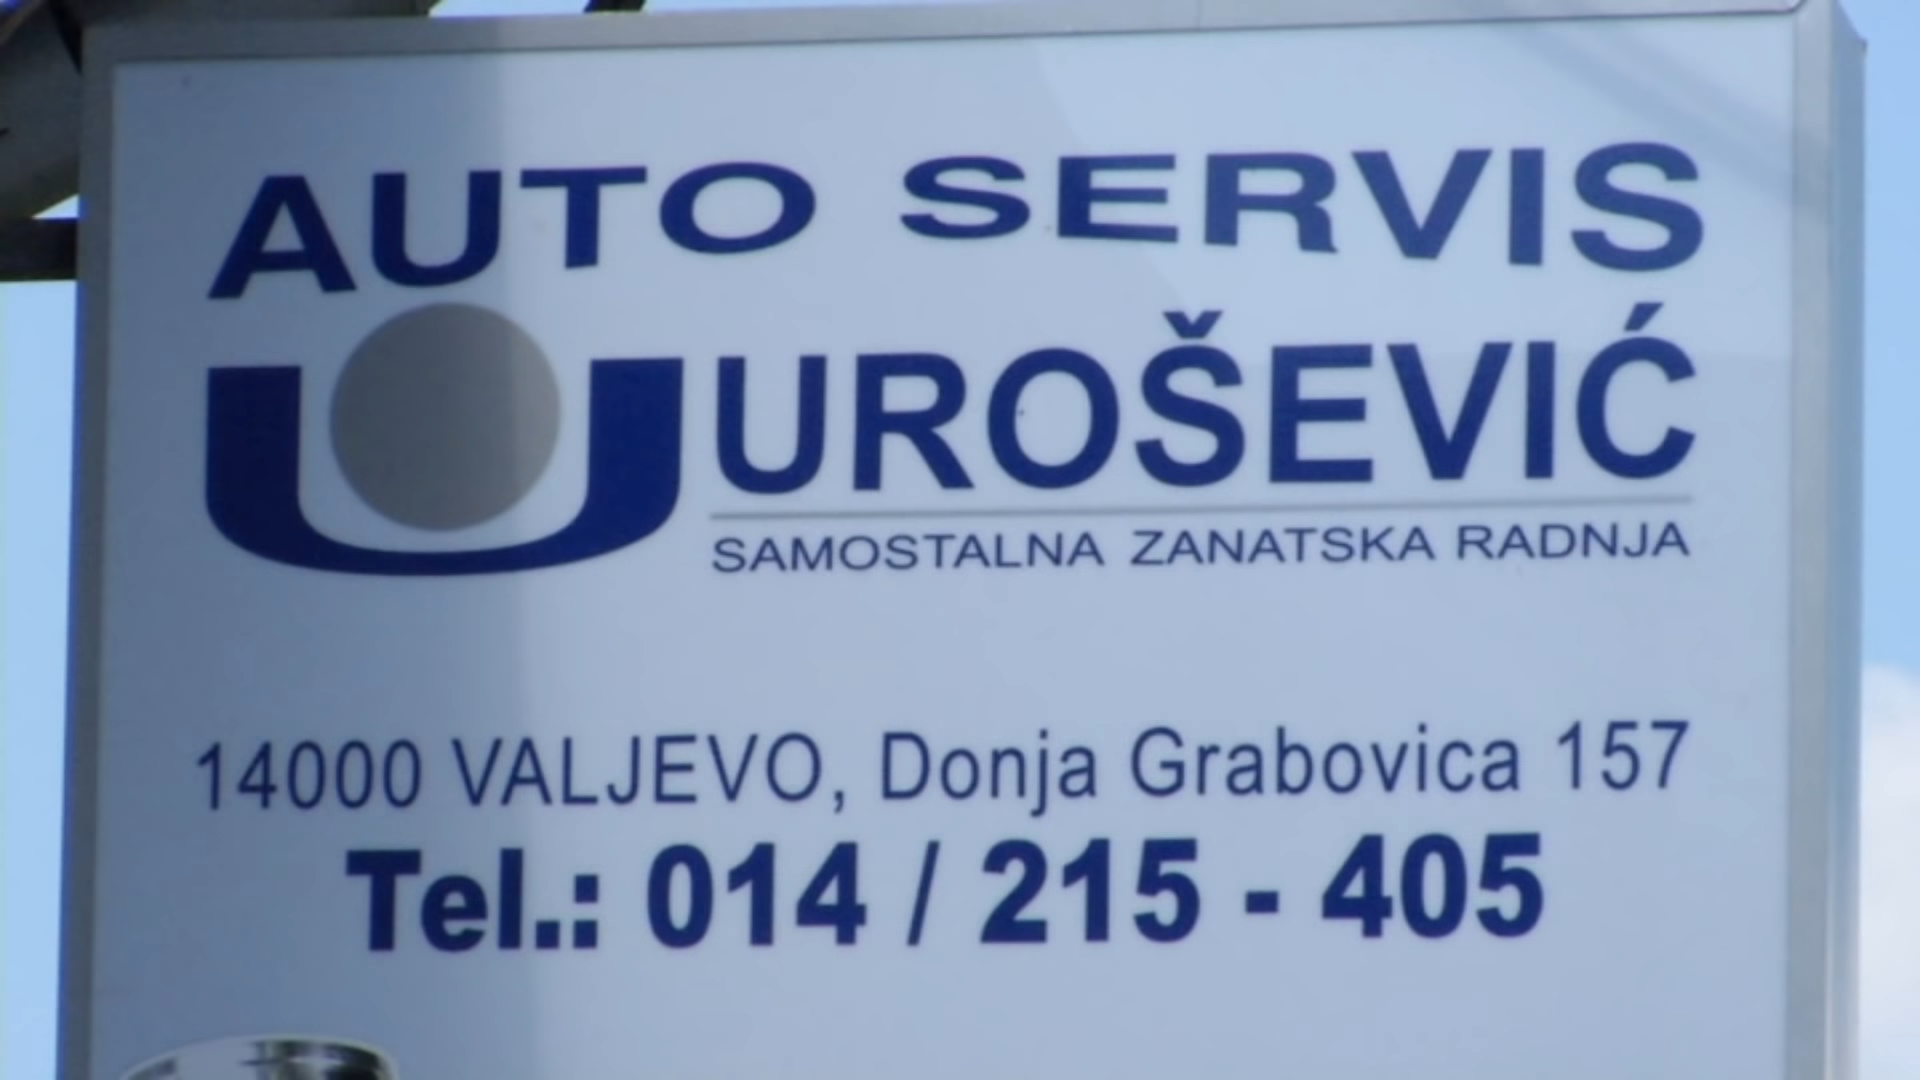 AUTO SERVIS
UROŠEVIĆ
SAMOSTALNA ZANATSKA RADNJA
14000 VALJEVO, Donja Grabovica 157
Tel.: 014 / 215 - 405